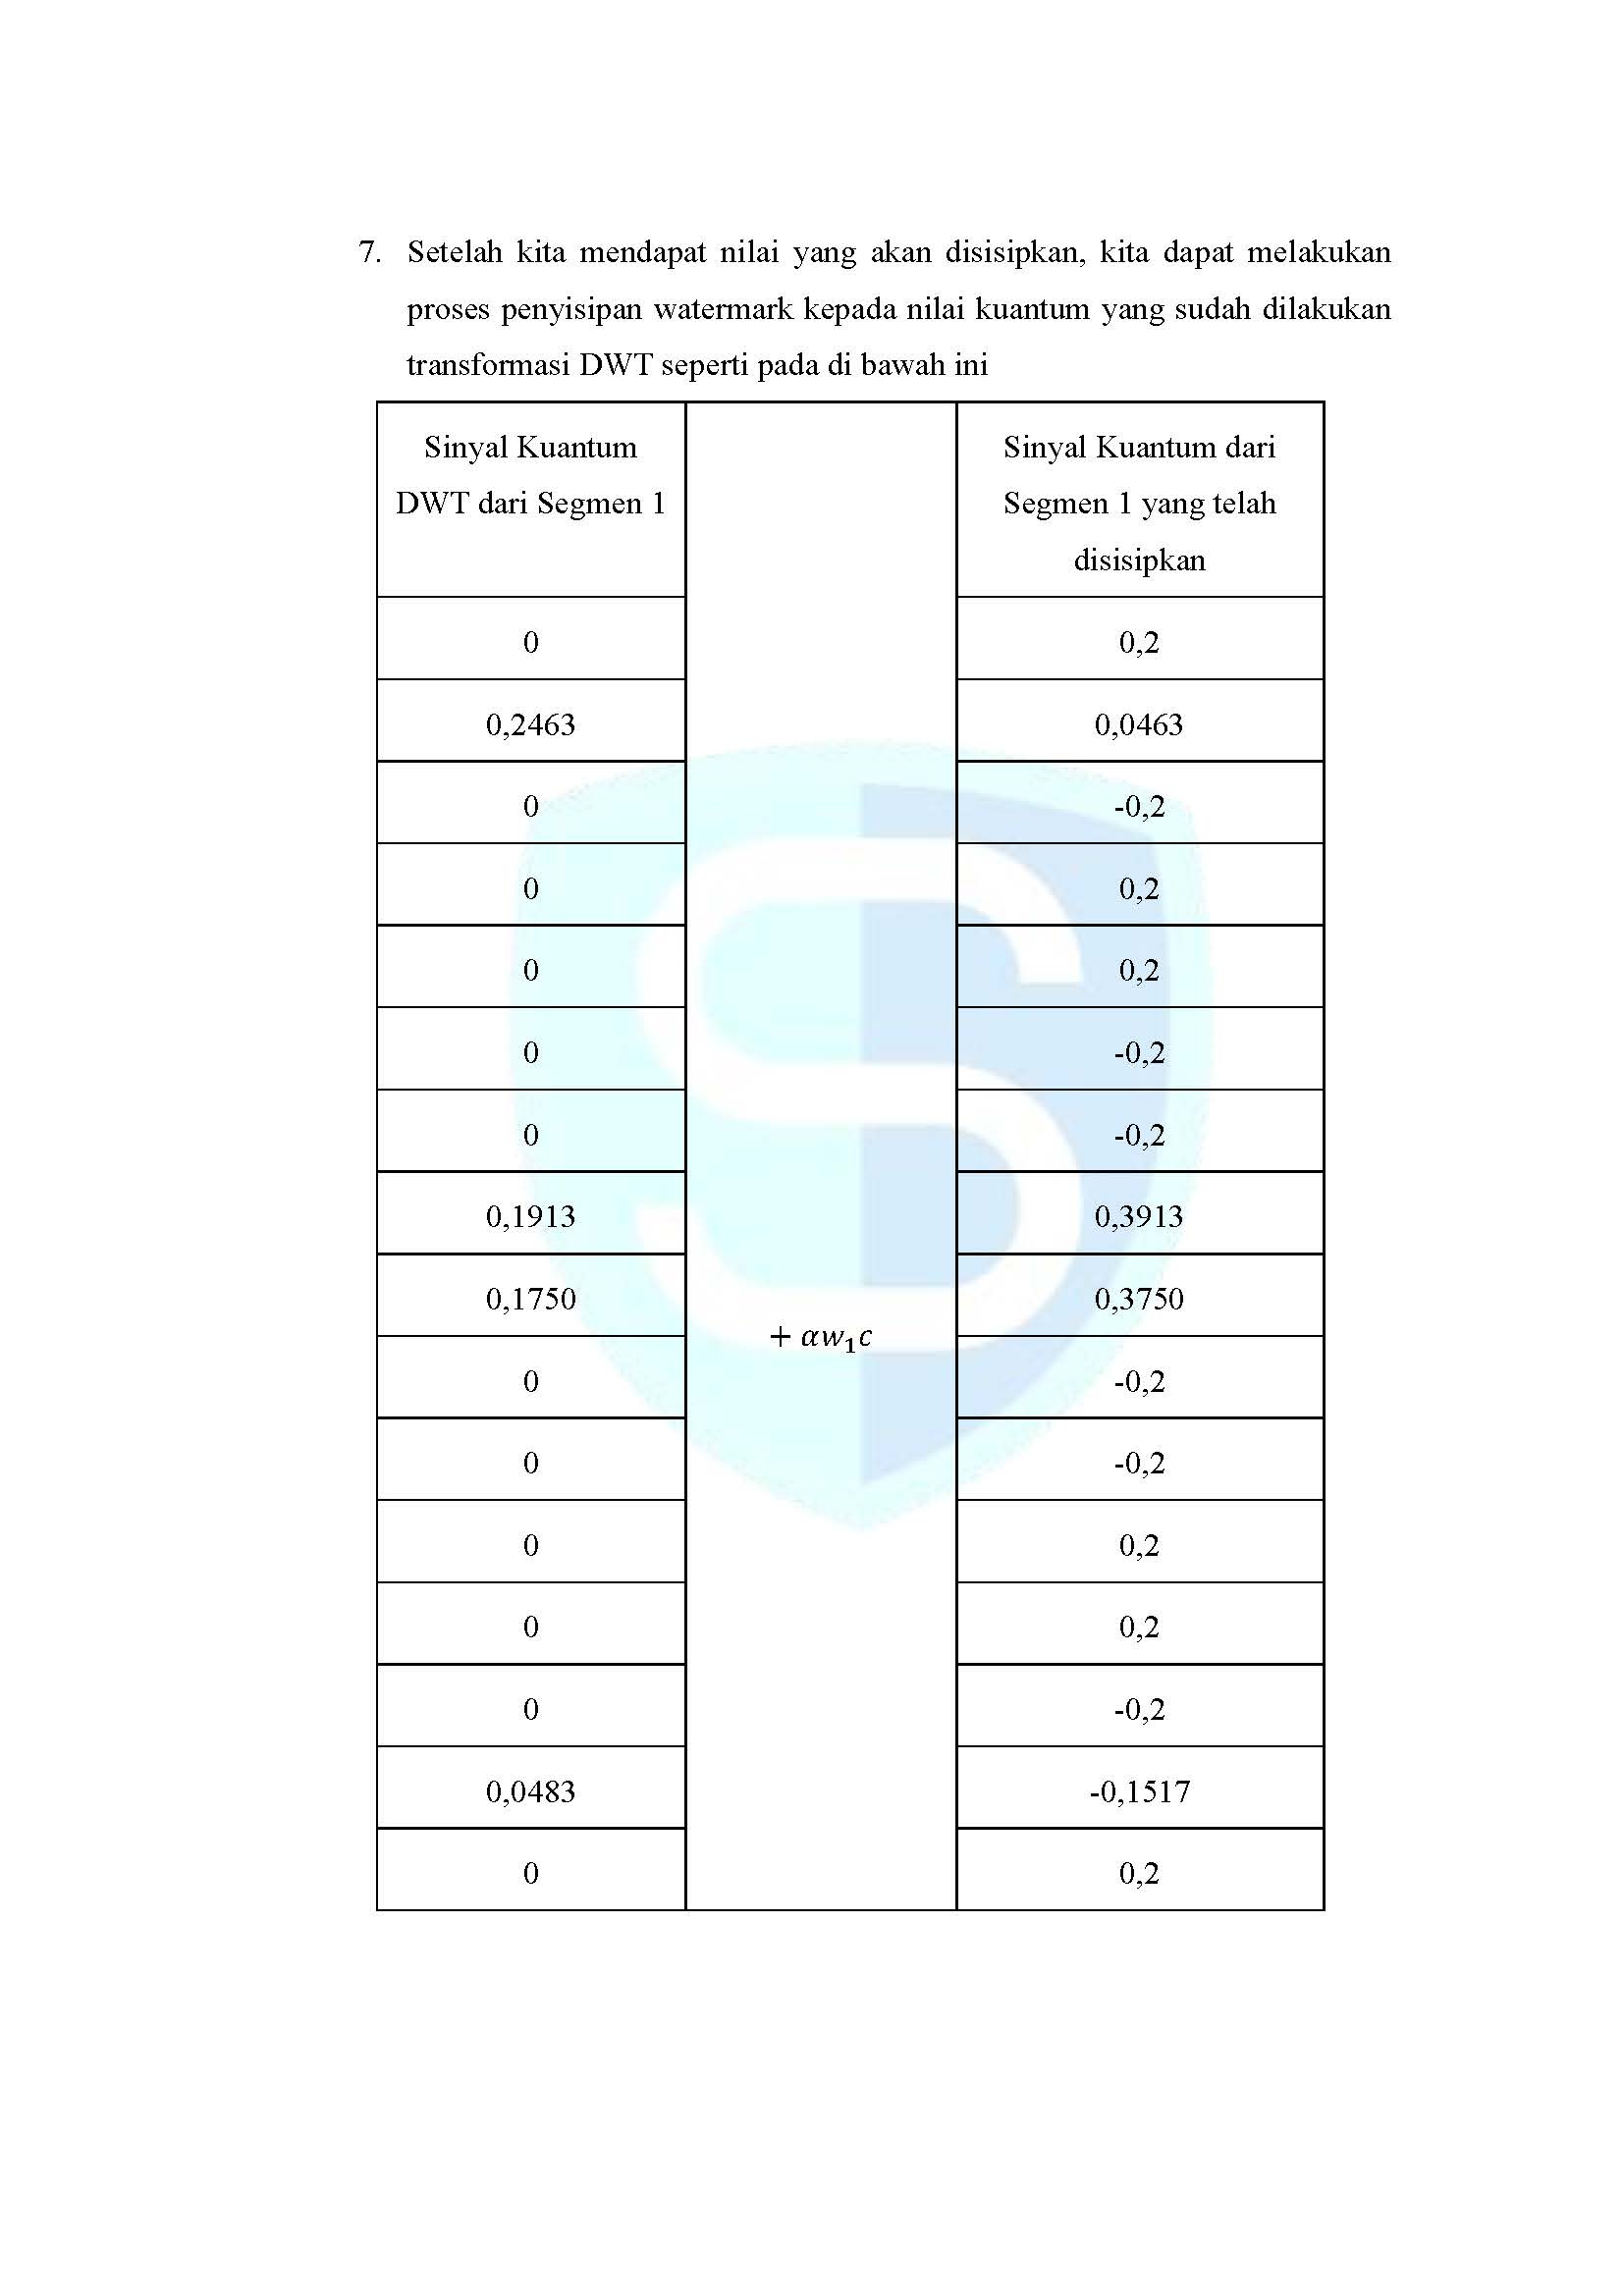 7. Setelah kita mendapat nilai yang akan disisipkan, kita dapat melakukan
proses penyisipan watermark kepada nilai kuantum yang sudah dilakukan
transformasi DWT seperti pada di bawah ini
Sinyal Kuantum
DWT dari Segmen 1
Sinyal Kuantum dari
Segmen 1 yang telah
disisipkan
0 0,2
0,2463 0,0463
0 -0,2
0 0,2
0 0,2
0 -0,2
0 -0,2
0,1913 0,3913
0,1750 0,3750
+ αw₁c
0 -0,2
0 -0,2
0 0,2
0 0,2
0 -0,2
0,0483 -0,1517
0 0,2